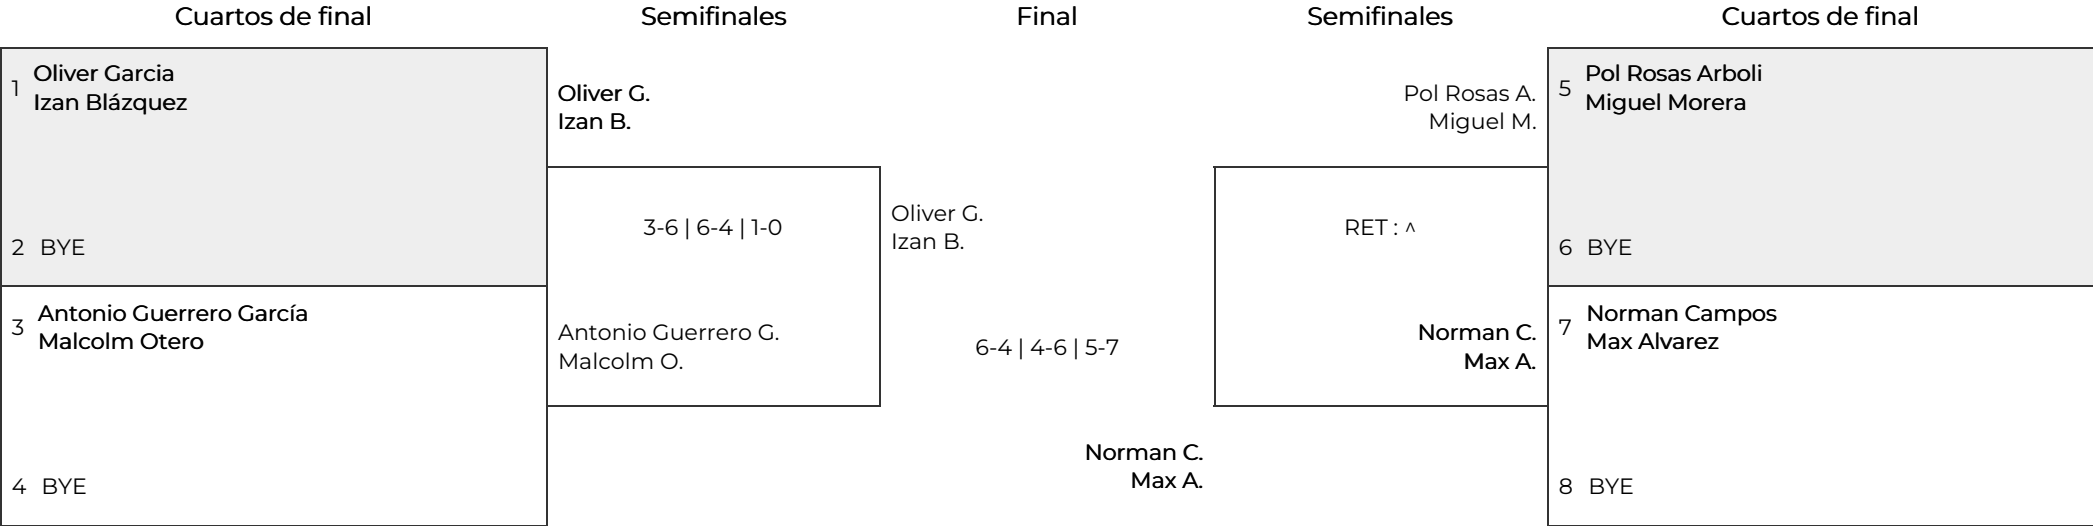 Cuartos de final
Semifinales
Final
Semifinales
Cuartos de final
1
Oliver Garcia
Izan Blázquez
2 BYE
3
Antonio Guerrero García
Malcolm Otero
4 BYE
Oliver G.
Izan B.
3-6 | 6-4 | 1-0
Antonio Guerrero G.
Malcolm O.
Oliver G.
Izan B.
6-4 | 4-6 | 5-7
Norman C.
Max A.
Pol Rosas A.
Miguel M.
RET : ^
Norman C.
Max A.
5
Pol Rosas Arboli
Miguel Morera
6 BYE
7
Norman Campos
Max Alvarez
8 BYE